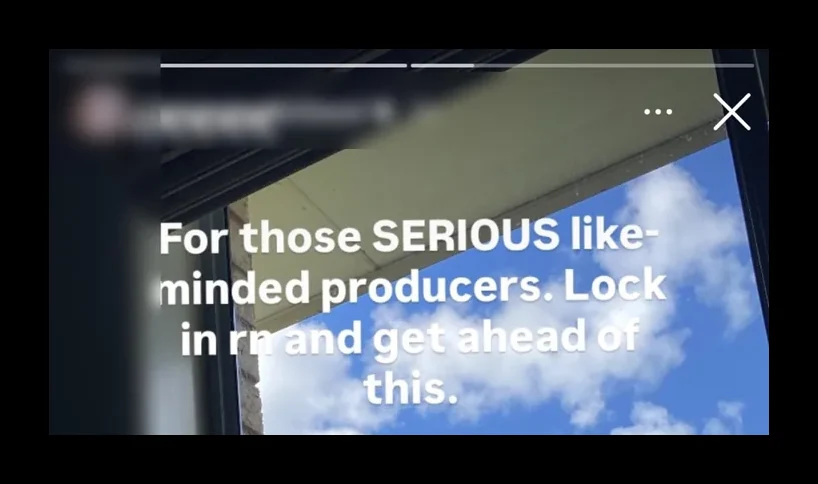 For those SERIOUS like-
minded producers. Lock
in rn and get ahead of
this.